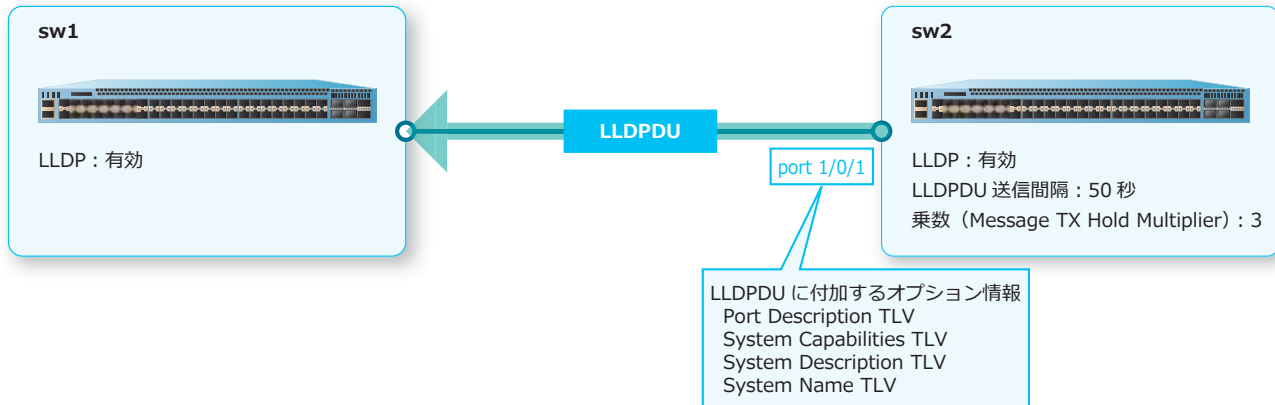 sw1
LLDP : 有効
LLDPDU
port 1/0/1
sw2
LLDP : 有効
LLDPDU 送信間隔 : 50 秒
乗数（Message TX Hold Multiplier）: 3
LLDPDU に付加するオプション情報
Port Description TLV
System Capabilities TLV
System Description TLV
System Name TLV